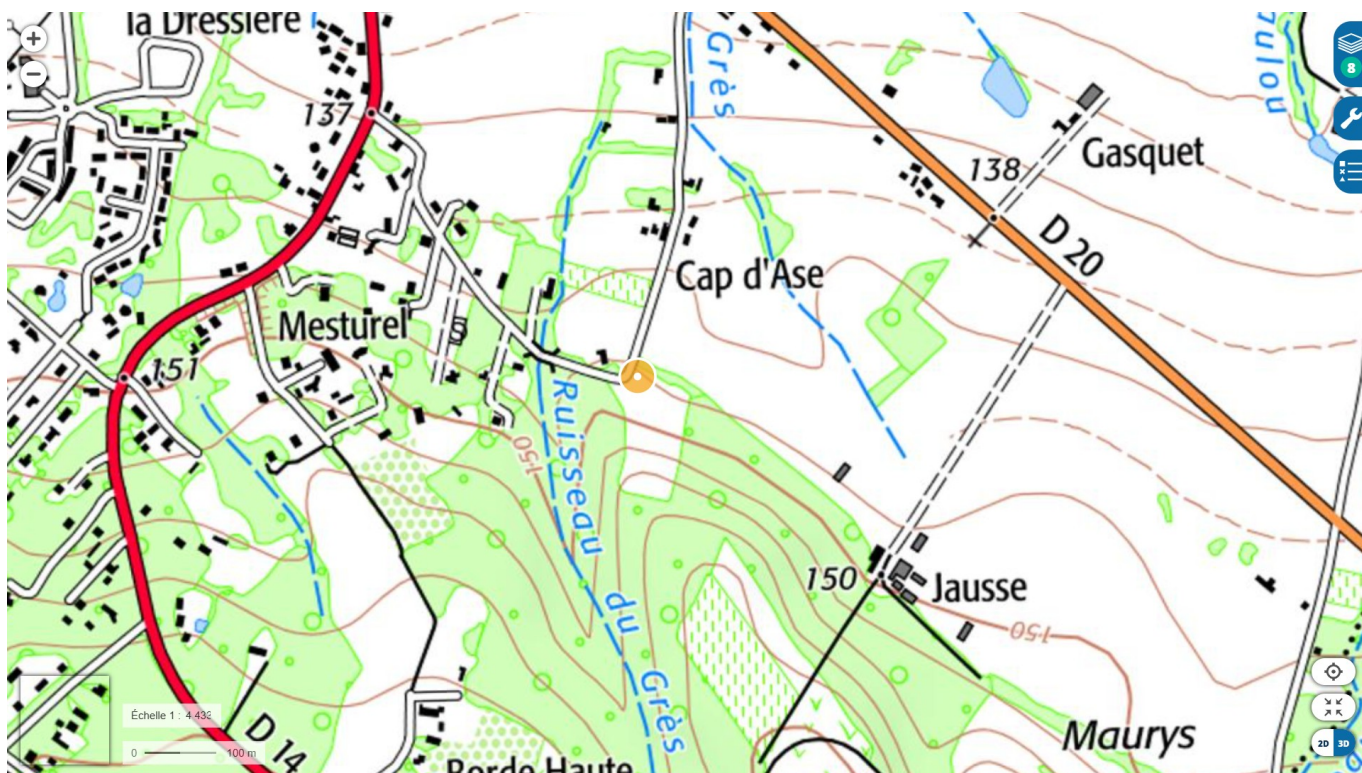 la Dressière
Grès
137
Gasquet
138
D 20
Cap d'Ase
Mesturel
151
150
Ruisseau du Grès
150
Jausse
150
Maurys
D 14
Borde Haute
8
Échelle 1 : 4 432
0 100 m
2D 3D